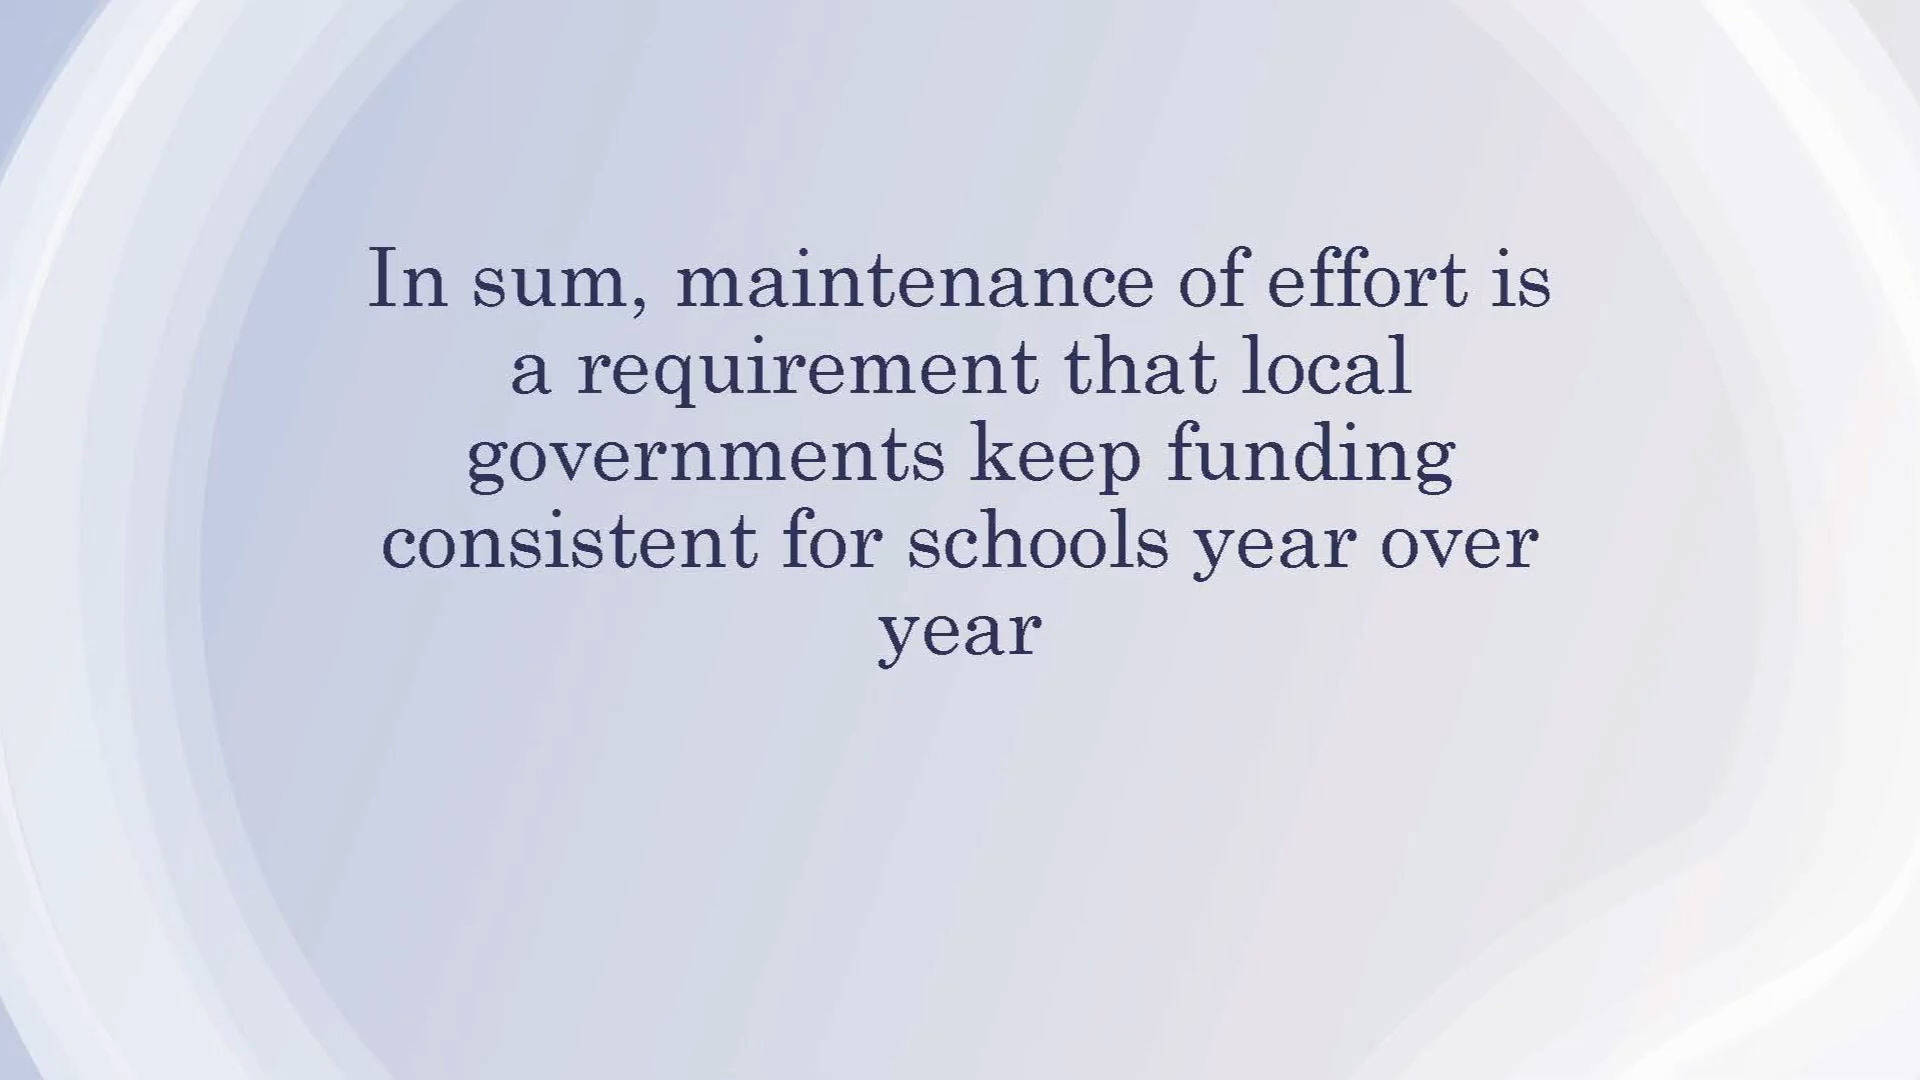 In sum, maintenance of effort is
a requirement that local
governments keep funding
consistent for schools year over
year